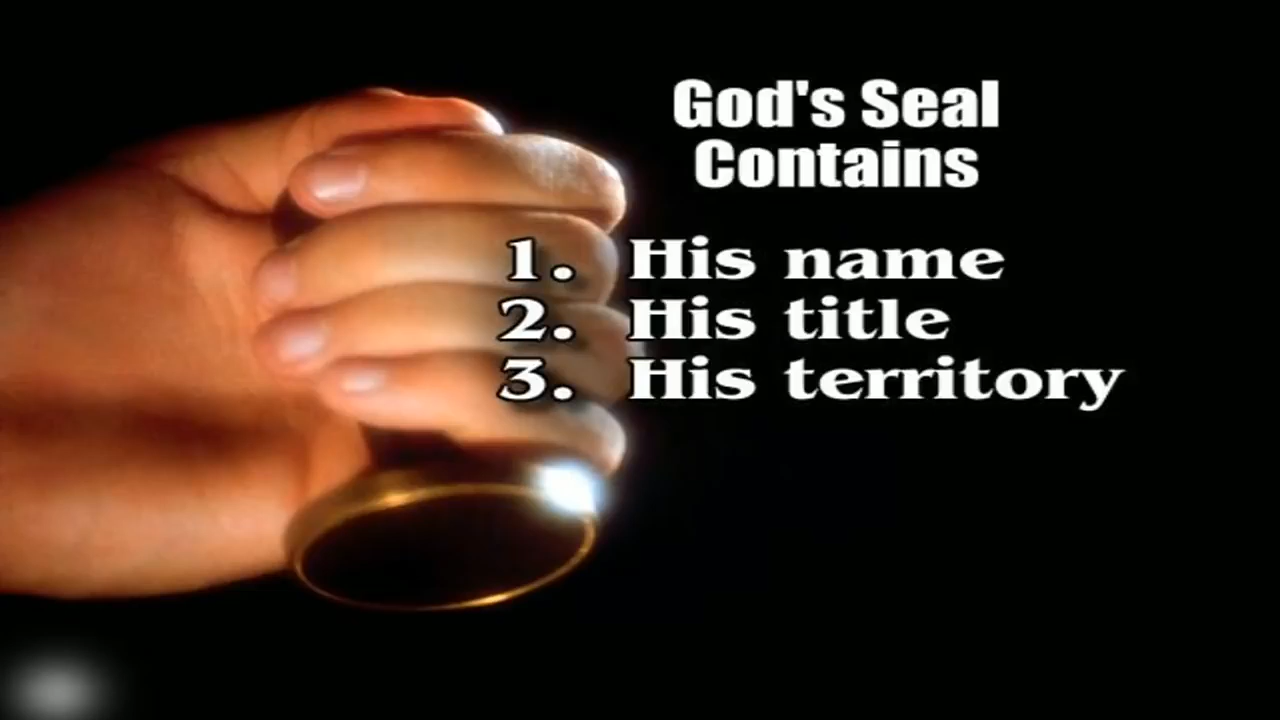 God's Seal
Contains
1. His name
2. His title
3. His territory